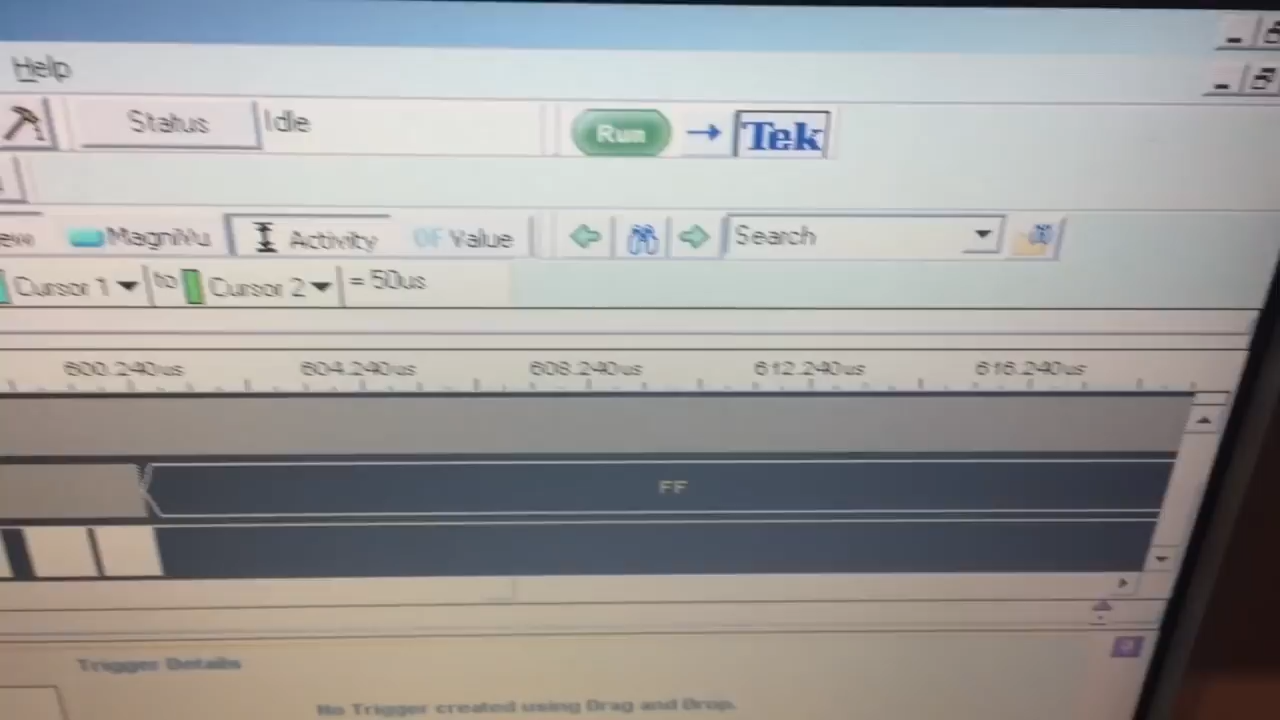 Help
Status Idle Run Tek
MagniVu Activity 0F Value Search
Cursor 1 to Cursor 2 = 50us
600.240us 604.240us 608.240us 612.240us 616.240us
FF
Trigger Details
No Trigger created using Drag and Drop.